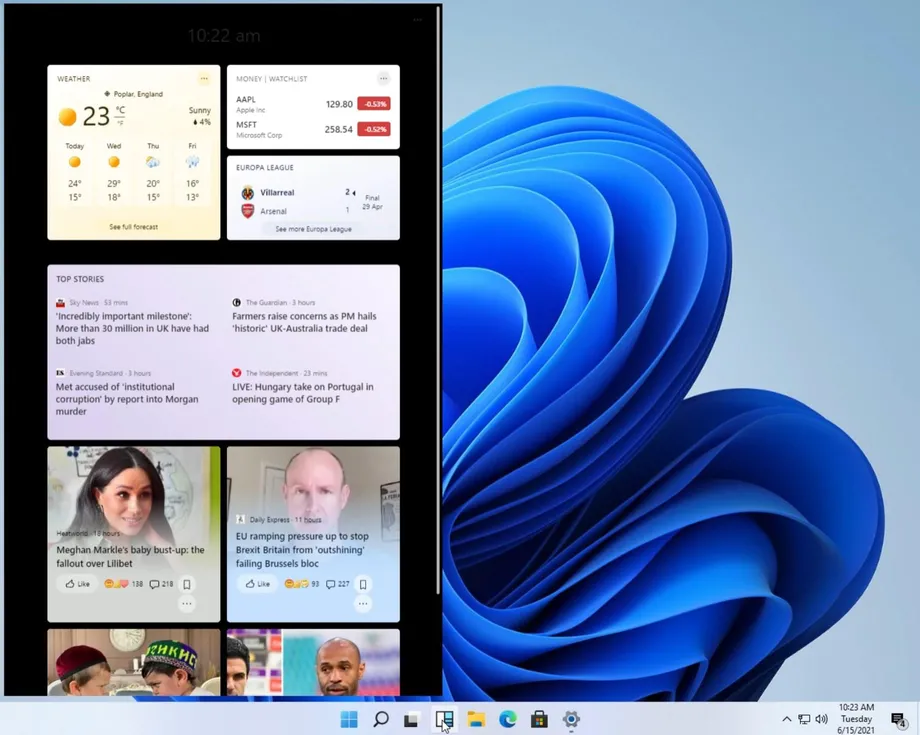 10:22 am
WEATHER
Poplar, England
23 °C
°F
Sunny
4%
Today Wed Thu Fri
24° 29° 20° 16°
15° 18° 15° 13°
See full forecast
MONEY | WATCHLIST
AAPL 129.80 -0.53%
Apple Inc
MSFT 258.54 -0.52%
Microsoft Corp
EUROPA LEAGUE
Villarreal 2
Arsenal 1
Final
29 Apr
See more Europa League
TOP STORIES
Sky News · 53 mins
'Incredibly important milestone':
More than 30 million in UK have had
both jabs
The Guardian · 3 hours
Farmers raise concerns as PM hails
'historic' UK-Australia trade deal
ES Evening Standard · 3 hours
Met accused of 'institutional
corruption' by report into Morgan
murder
The Independent · 23 mins
LIVE: Hungary take on Portugal in
opening game of Group F
Heatworld · 13 hours
Meghan Markle's baby bust-up: the
fallout over Lilibet
Like 138 218
Daily Express · 11 hours
EU ramping pressure up to stop
Brexit Britain from 'outshining'
failing Brussels bloc
Like 93 227
10:23 AM
Tuesday
6/15/2021
4